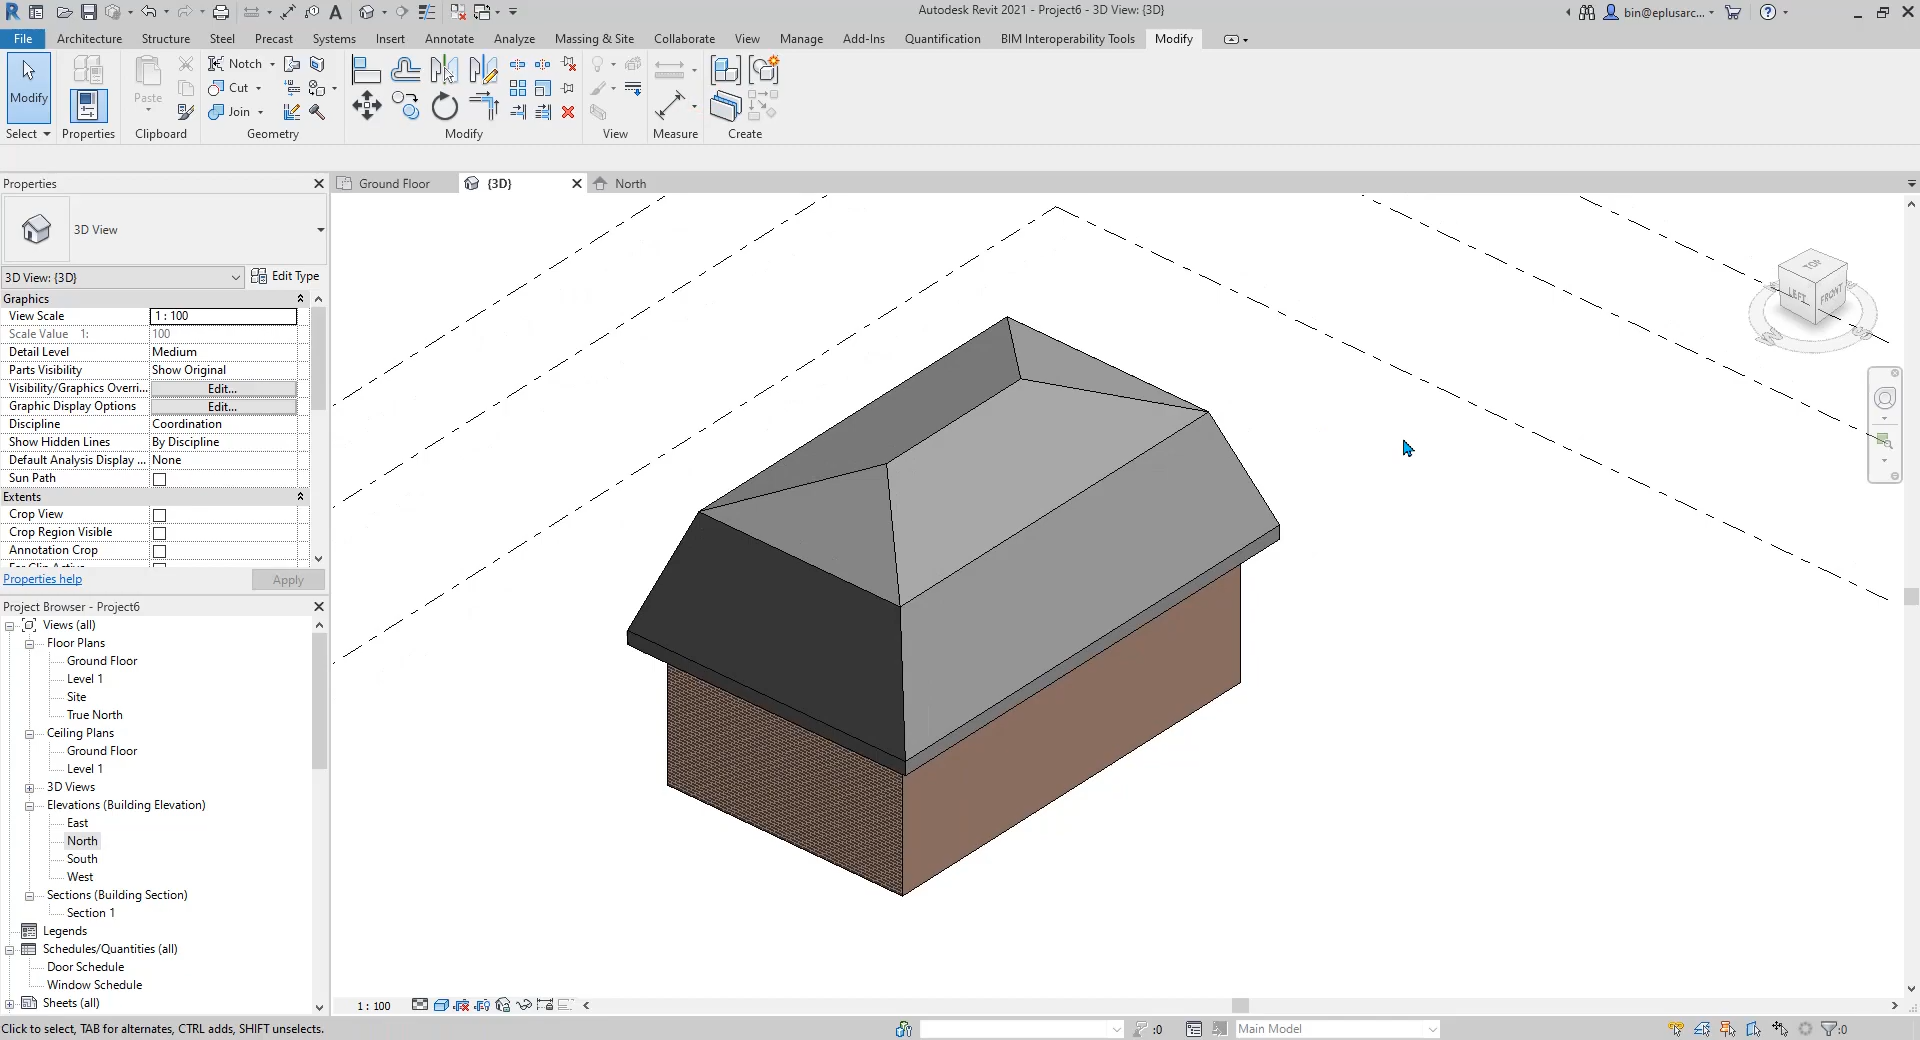 Autodesk Revit 2021 - Project6 - 3D View: {3D}
bin@eplusarc...
File Architecture Structure Steel Precast Systems Insert Annotate Analyze Massing & Site Collaborate View Manage Add-Ins Quantification BIM Interoperability Tools Modify
Modify
Paste
Notch
Cut
Join
Select Properties Clipboard Geometry Modify View Measure Create
Properties
Ground Floor {3D} North
3D View
3D View: {3D} Edit Type
Graphics
View Scale 1 : 100
Scale Value 1: 100
Detail Level Medium
Parts Visibility Show Original
Visibility/Graphics Overri... Edit...
Graphic Display Options Edit...
Discipline Coordination
Show Hidden Lines By Discipline
Default Analysis Display ... None
Sun Path
Extents
Crop View
Crop Region Visible
Annotation Crop
Properties help Apply
TOP
LEFT FRONT
W S
Project Browser - Project6
Views (all)
Floor Plans
Ground Floor
Level 1
Site
True North
Ceiling Plans
Ground Floor
Level 1
3D Views
Elevations (Building Elevation)
East
North
South
West
Sections (Building Section)
Section 1
Legends
Schedules/Quantities (all)
Door Schedule
Window Schedule
Sheets (all)
1 : 100
Click to select, TAB for alternates, CTRL adds, SHIFT unselects.
:0
Main Model
:0